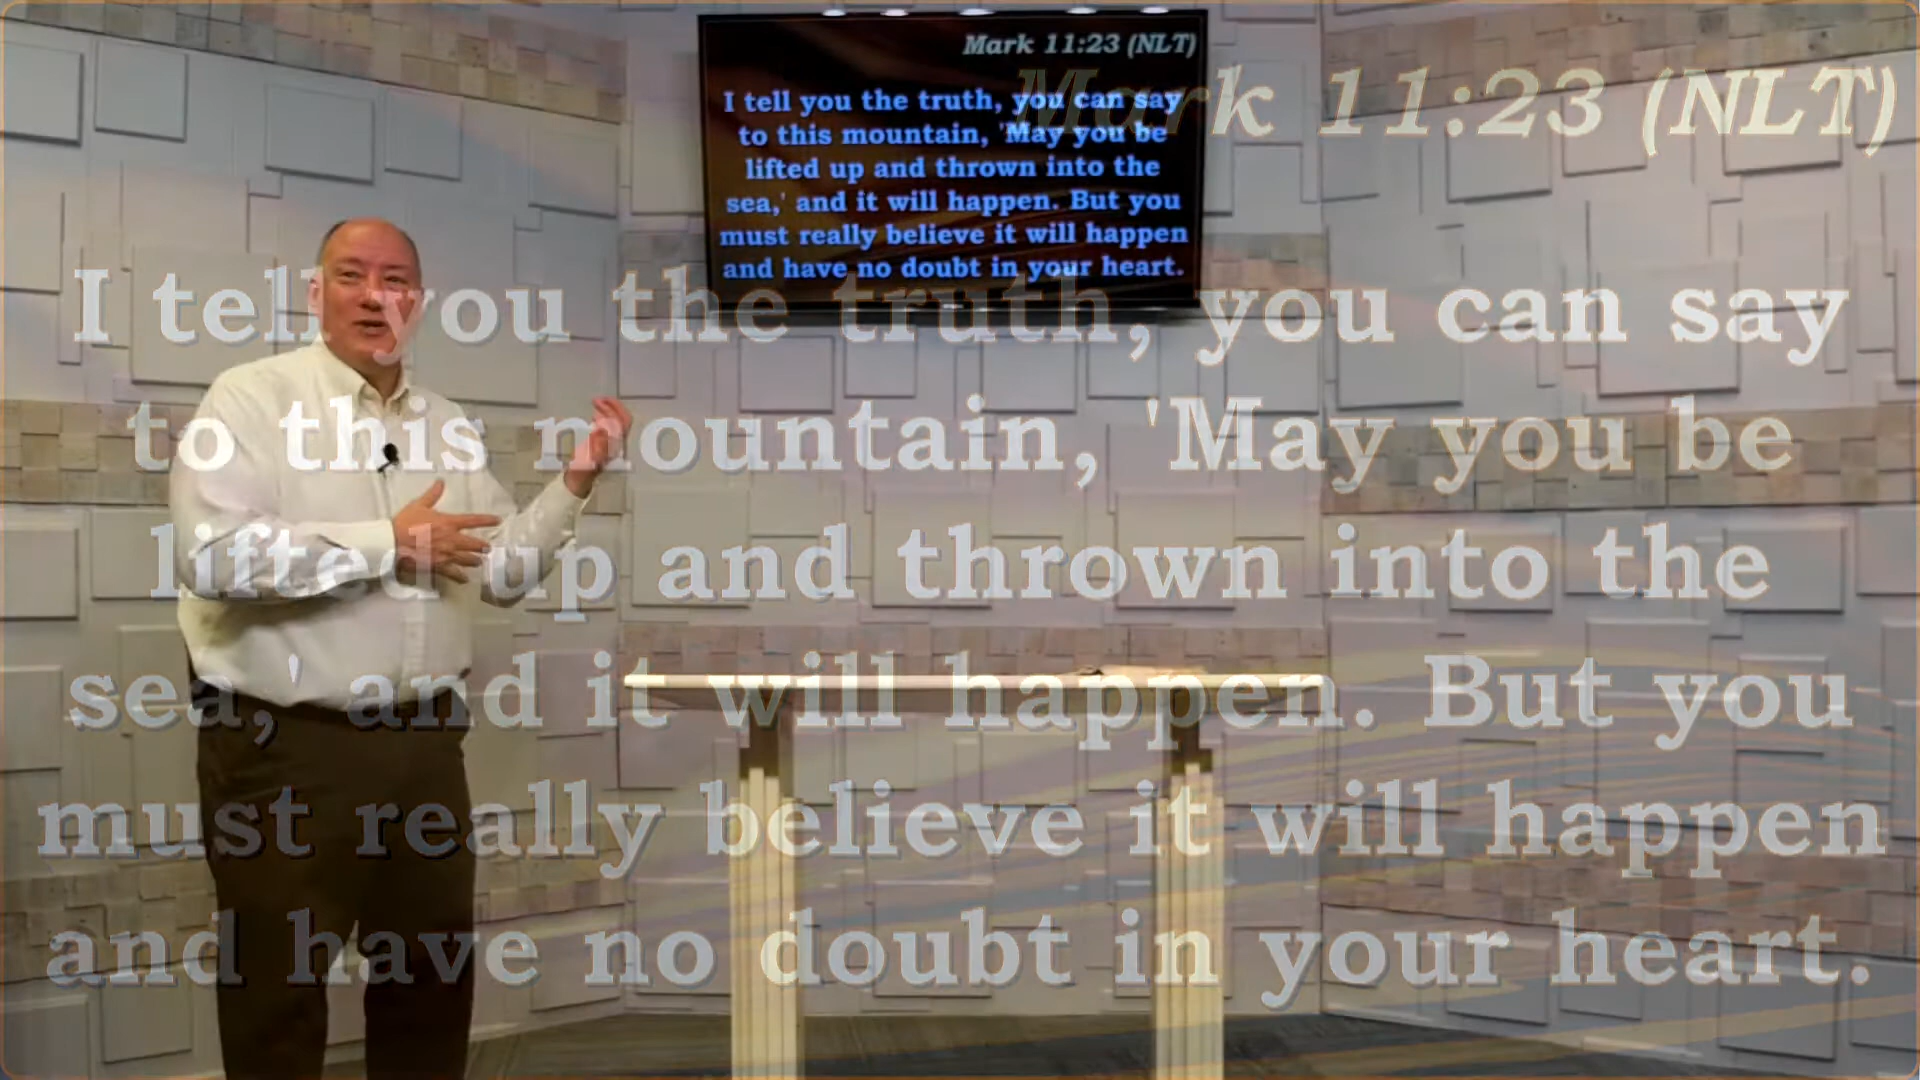 Mark 11:23 (NLT)
I tell you the truth, you can say
to this mountain, 'May you be
lifted up and thrown into the
sea,' and it will happen. But you
must really believe it will happen
and have no doubt in your heart.
Mark 11:23 (NLT)
I tell you the truth, you can say
to this mountain, 'May you be
lifted up and thrown into the
sea,' and it will happen. But you
must really believe it will happen
and have no doubt in your heart.